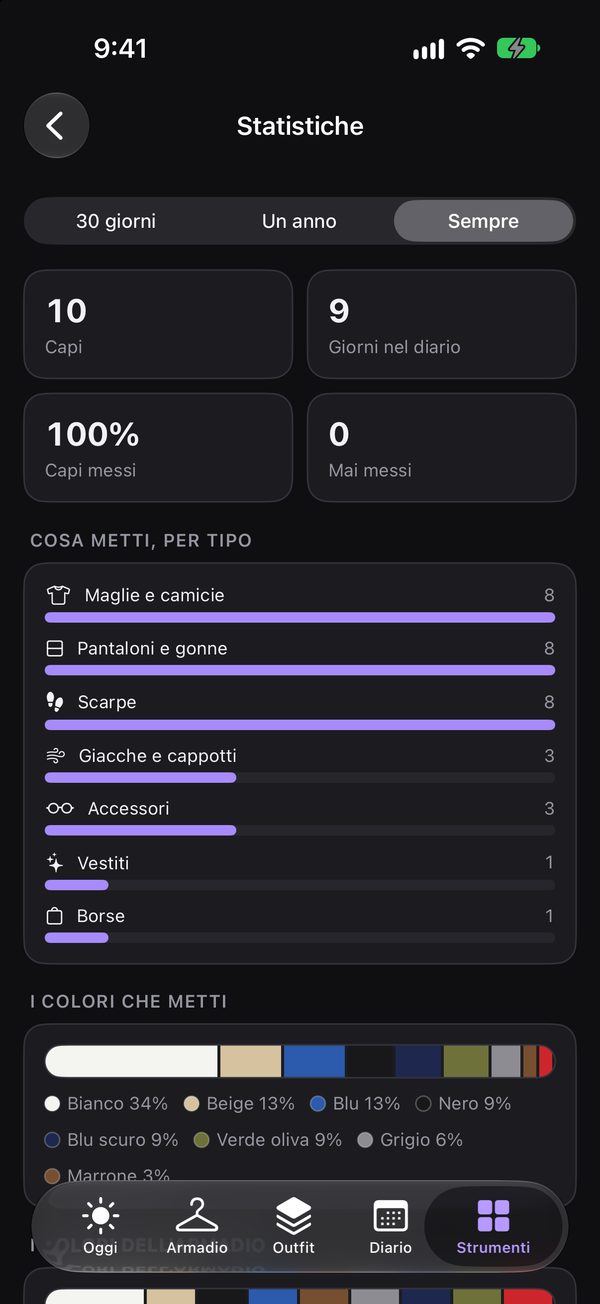 9:41
Statistiche
30 giorni Un anno Sempre
10
Capi
9
Giorni nel diario
100%
Capi messi
0
Mai messi
COSA METTI, PER TIPO
Maglie e camicie 8
Pantaloni e gonne 8
Scarpe 8
Giacche e cappotti 3
Accessori 3
Vestiti 1
Borse 1
I COLORI CHE METTI
Bianco 34% Beige 13% Blu 13% Nero 9%
Blu scuro 9% Verde oliva 9% Grigio 6%
Marrone 3%
Oggi Armadio Outfit Diario Strumenti